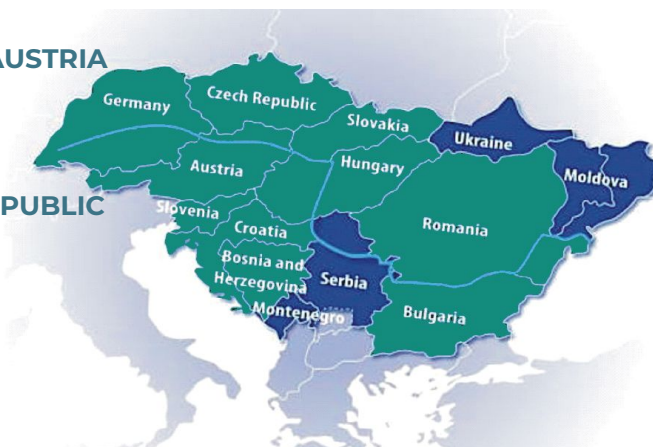 AUSTRIA
Czech Republic
Germany
Slovakia
Ukraine
Hungary
Austria
Moldova
PUBLIC
Slovenia
Romania
Croatia
Bosnia and
Herzegovina
Serbia
Montenegro
Bulgaria